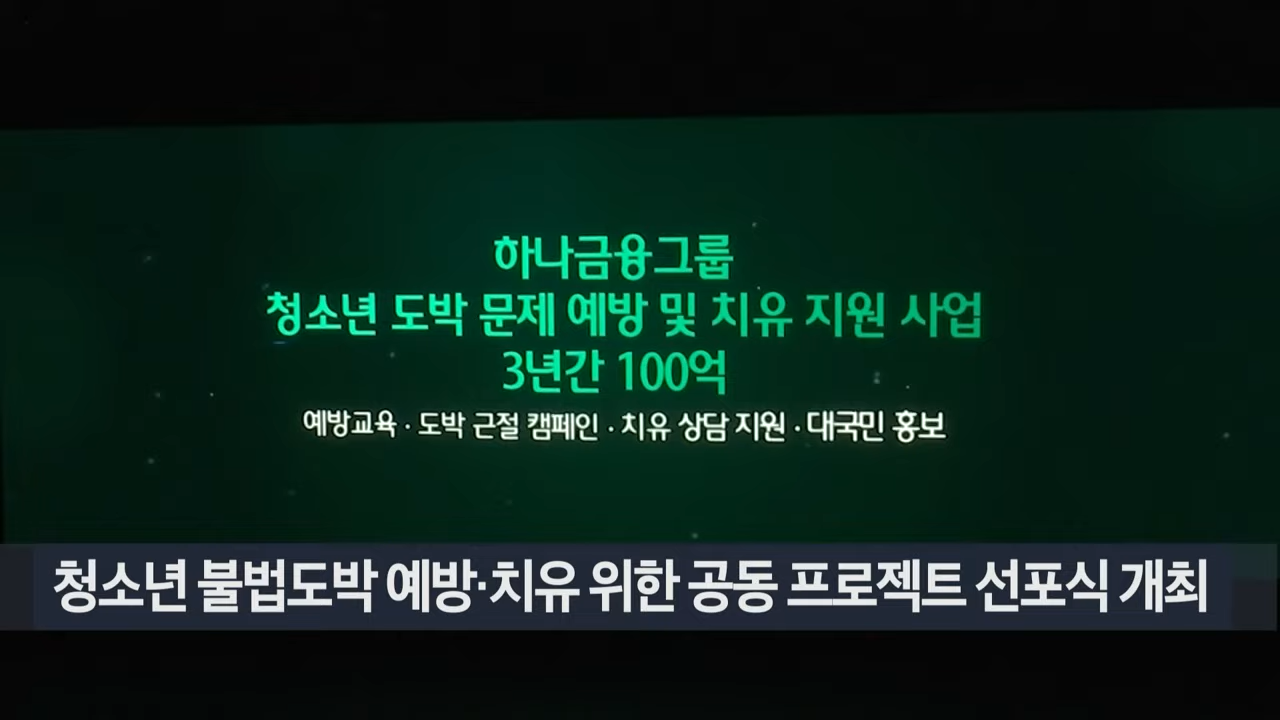 하나금융그룹
청소년 도박 문제 예방 및 치유 지원 사업
3년간 100억
예방교육 · 도박 근절 캠페인 · 치유 상담 지원 · 대국민 홍보
청소년 불법도박 예방·치유 위한 공동 프로젝트 선포식 개최